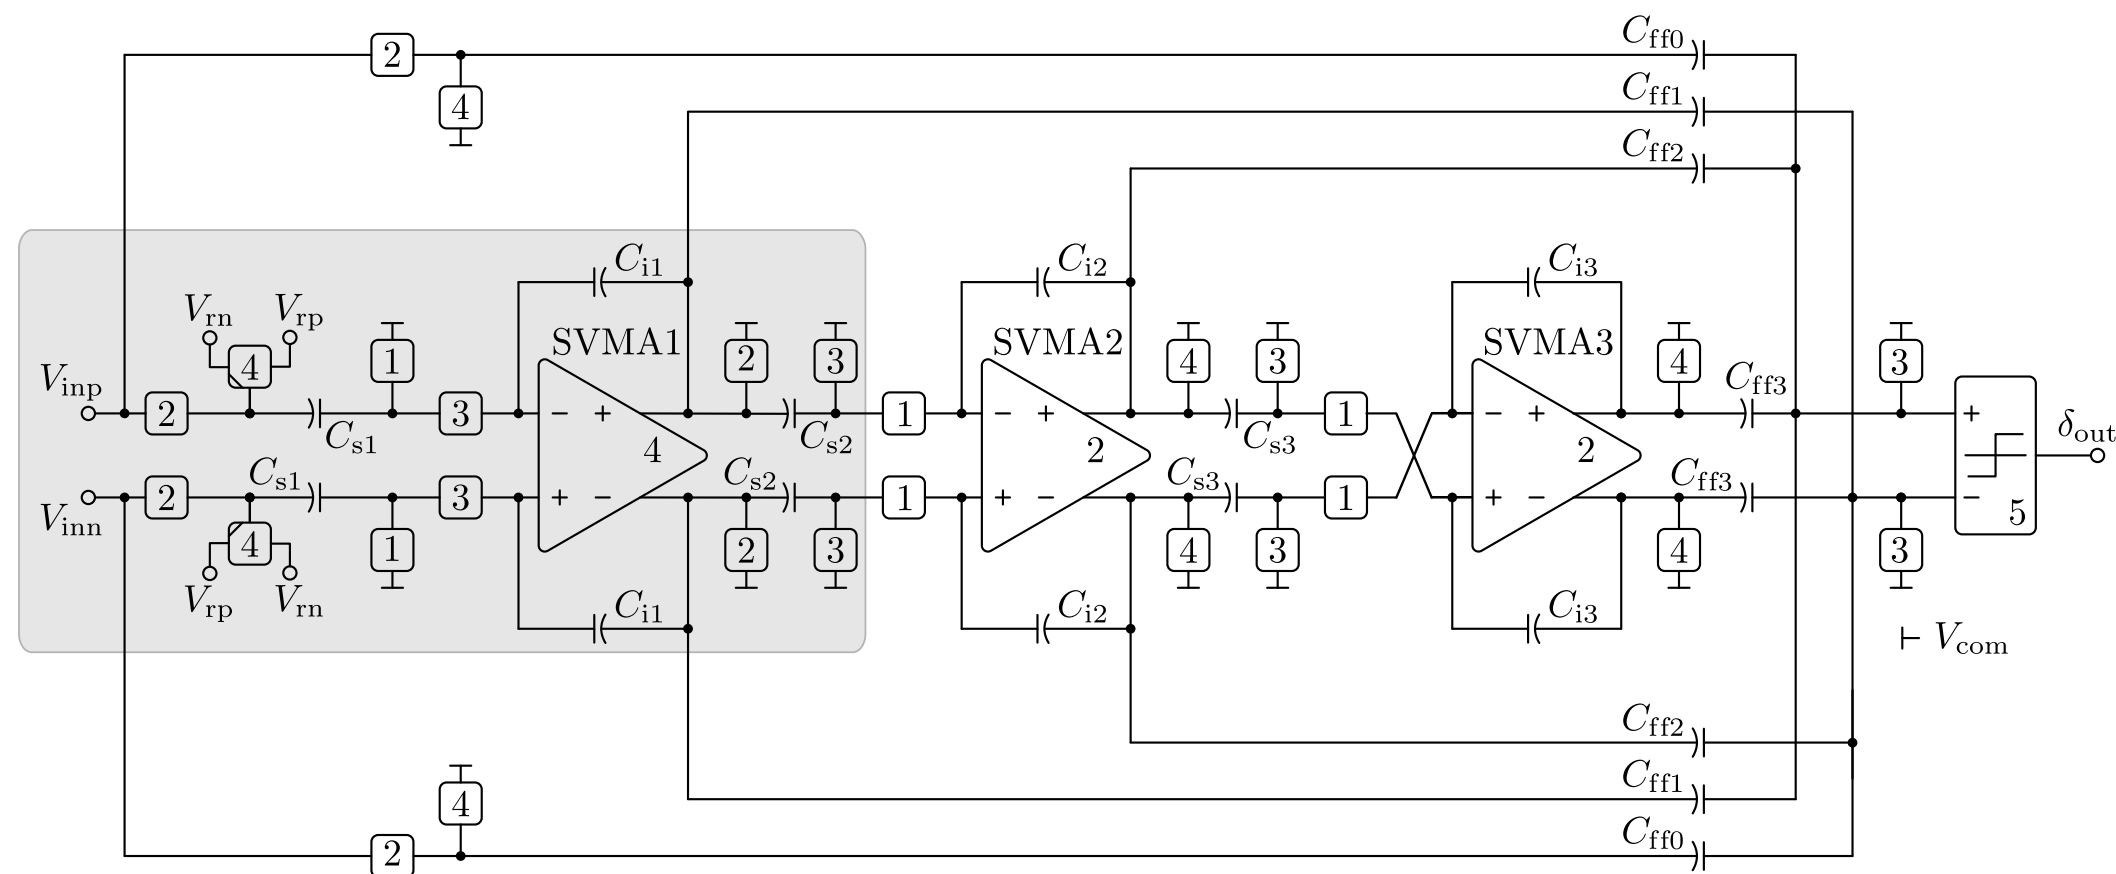 C_ff0
2
C_ff1
4
C_ff2
C_i1 C_i2 C_i3
V_rn V_rp
SVMA1 SVMA2 SVMA3
4 1 2 3 4 3 4 3
V_inp C_ff3
2 3 − + 1 − + 1 − + +
C_s1 C_s2 C_s3 δ_out
4 2 2
C_s1 C_s2 C_s3 C_ff3
2 3 + − 1 + − 1 + − −
V_inn 5
4 1 2 3 4 3 4 3
V_rp V_rn
C_i1 C_i2 C_i3
V_com
C_ff2
4 C_ff1
C_ff0
2